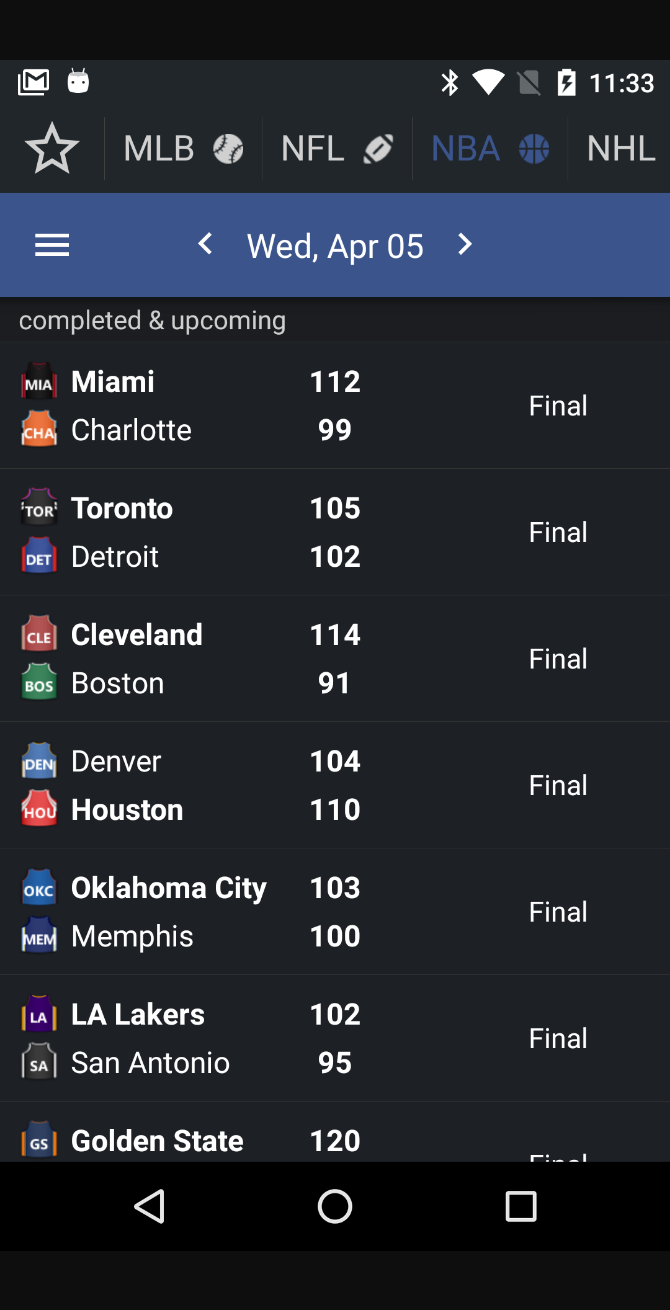 11:33
MLB NFL NBA NHL
Wed, Apr 05
completed & upcoming
MIA Miami 112
Final
CHA Charlotte 99
TOR Toronto 105
Final
DET Detroit 102
CLE Cleveland 114
Final
BOS Boston 91
DEN Denver 104
Final
HOU Houston 110
OKC Oklahoma City 103
Final
MEM Memphis 100
LA LA Lakers 102
Final
SA San Antonio 95
GS Golden State 120
Final